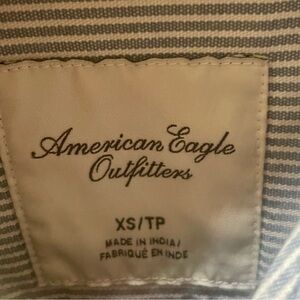 American Eagle
Outfitters
XS/TP
MADE IN INDIA/
FABRIQUÉ EN INDE